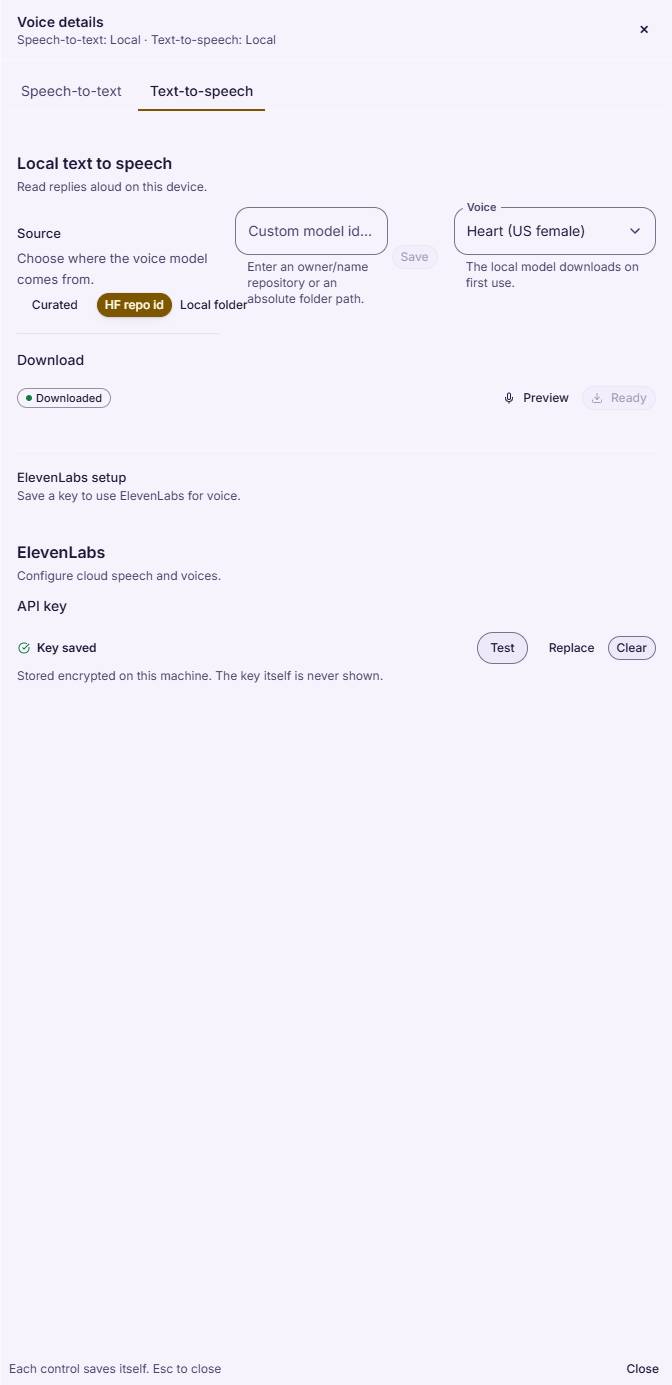 Voice details
Speech-to-text: Local · Text-to-speech: Local
Speech-to-text
Text-to-speech
Local text to speech
Read replies aloud on this device.
Source
Choose where the voice model
comes from.
Curated
HF repo id
Local folder
Custom model id...
Save
Enter an owner/name
repository or an
absolute folder path.
Voice
Heart (US female)
The local model downloads on
first use.
Download
Downloaded
Preview
Ready
ElevenLabs setup
Save a key to use ElevenLabs for voice.
ElevenLabs
Configure cloud speech and voices.
API key
Key saved
Test
Replace
Clear
Stored encrypted on this machine. The key itself is never shown.
Each control saves itself. Esc to close
Close